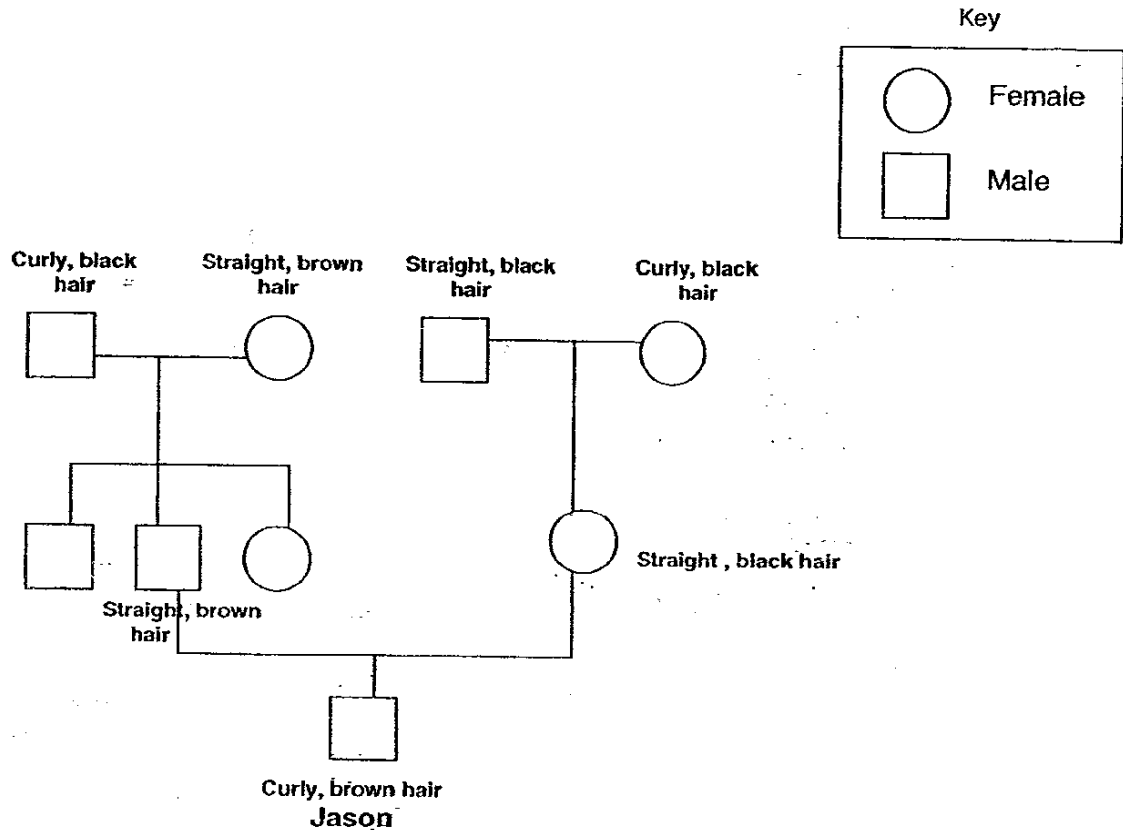 Key
Female
Male
Curly, black
hair
Straight, brown
hair
Straight, black
hair
Curly, black
hair
Straight , black hair
Straight, brown
hair
Curly, brown hair
Jason